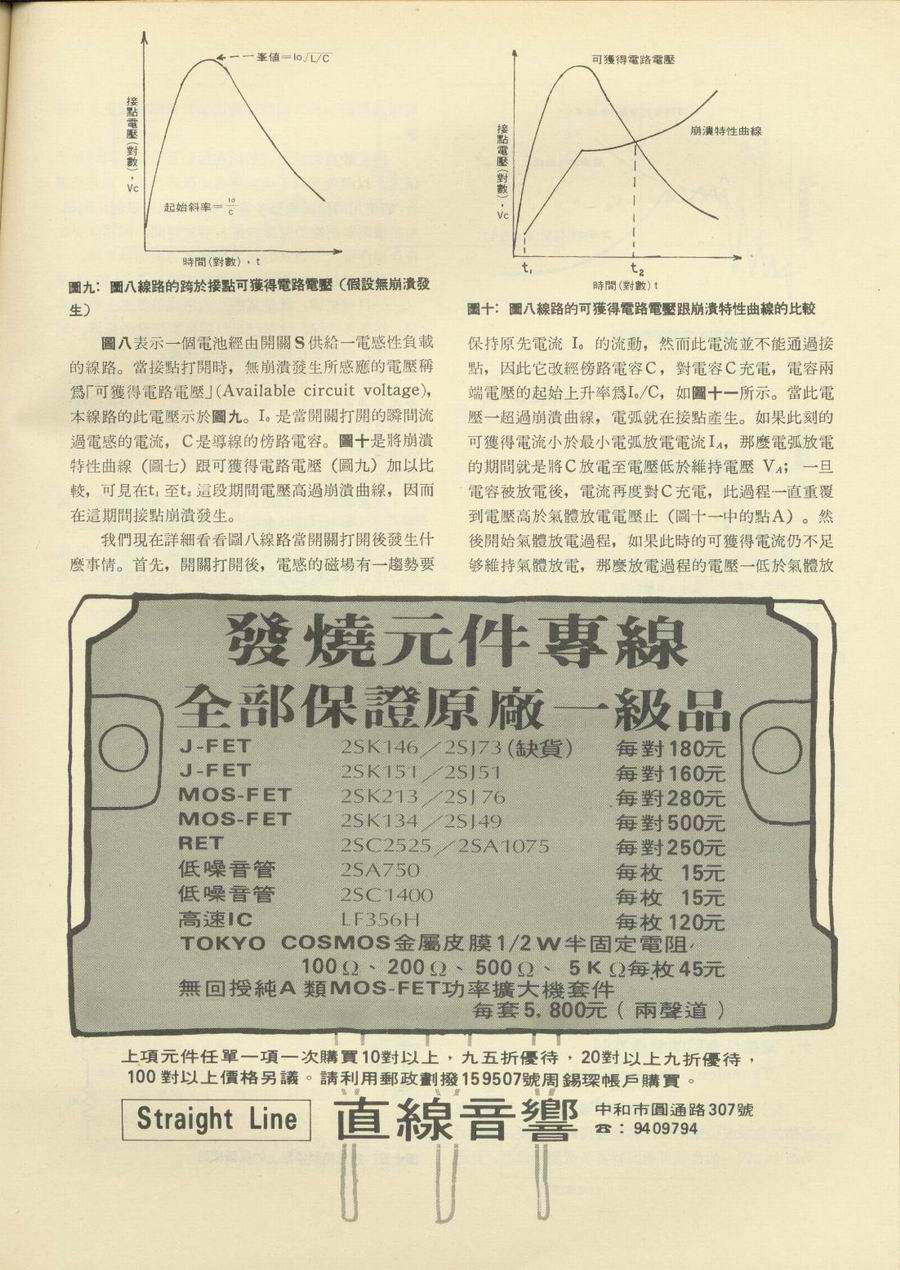 峯值=Io√L/C
接點電壓(對數)，Vc
起始斜率=Io/C
時間(對數)，t
圖九：圖八線路的跨於接點可獲得電路電壓（假設無崩潰發
生）
可獲得電路電壓
崩潰特性曲線
接點電壓(對數)，Vc
t₁
t₂
時間(對數) t
圖十：圖八線路的可獲得電路電壓跟崩潰特性曲線的比較
圖八表示一個電池經由開關S供給一電感性負載
的線路。當接點打開時，無崩潰發生所感應的電壓稱
爲「可獲得電路電壓」(Available circuit voltage)，
本線路的此電壓示於圖九。I₀ 是當開關打開的瞬間流
過電感的電流，C是導線的傍路電容。圖十是將崩潰
特性曲線（圖七）跟可獲得電路電壓（圖九）加以比
較，可見在t₁ 至t₂ 這段期間電壓高過崩潰曲線，因而
在這期間接點崩潰發生。
我們現在詳細看看圖八線路當開關打開後發生什
麼事情。首先，開關打開後，電感的磁場有一趨勢要
保持原先電流 I₀ 的流動，然而此電流並不能通過接
點，因此它改經傍路電容C，對電容C充電，電容兩
端電壓的起始上升率爲I₀/C，如圖十一所示。當此電
壓一超過崩潰曲線，電弧就在接點產生。如果此刻的
可獲得電流小於最小電弧放電電流IA，那麼電弧放電
的期間就是將C放電至電壓低於維持電壓 VA；一旦
電容被放電後，電流再度對C充電，此過程一直重覆
到電壓高於氣體放電電壓止（圖十一中的點A）。然
後開始氣體放電過程，如果此時的可獲得電流仍不足
够維持氣體放電，那麼放電過程的電壓一低於氣體放
發燒元件專線
全部保證原廠一級品
J-FET 2SK146／2SJ73(缺貨) 每對180元
J-FET 2SK151／2SJ51 每對160元
MOS-FET 2SK213／2SJ76 每對280元
MOS-FET 2SK134／2SJ49 每對500元
RET 2SC2525／2SA1075 每對250元
低噪音管 2SA750 每枚 15元
低噪音管 2SC1400 每枚 15元
高速IC LF356H 每枚120元
TOKYO COSMOS金屬皮膜1/2W半固定電阻，
100Ω、200Ω、500Ω、5KΩ每枚45元
無回授純A類MOS-FET功率擴大機套件
每套5,800元（兩聲道）
上項元件任單一項一次購買10對以上，九五折優待，20對以上九折優待，
100對以上價格另議。請利用郵政劃撥159507號周錫琛帳戶購買。
Straight Line 直線音響
中和市圓通路307號
☎：9409794